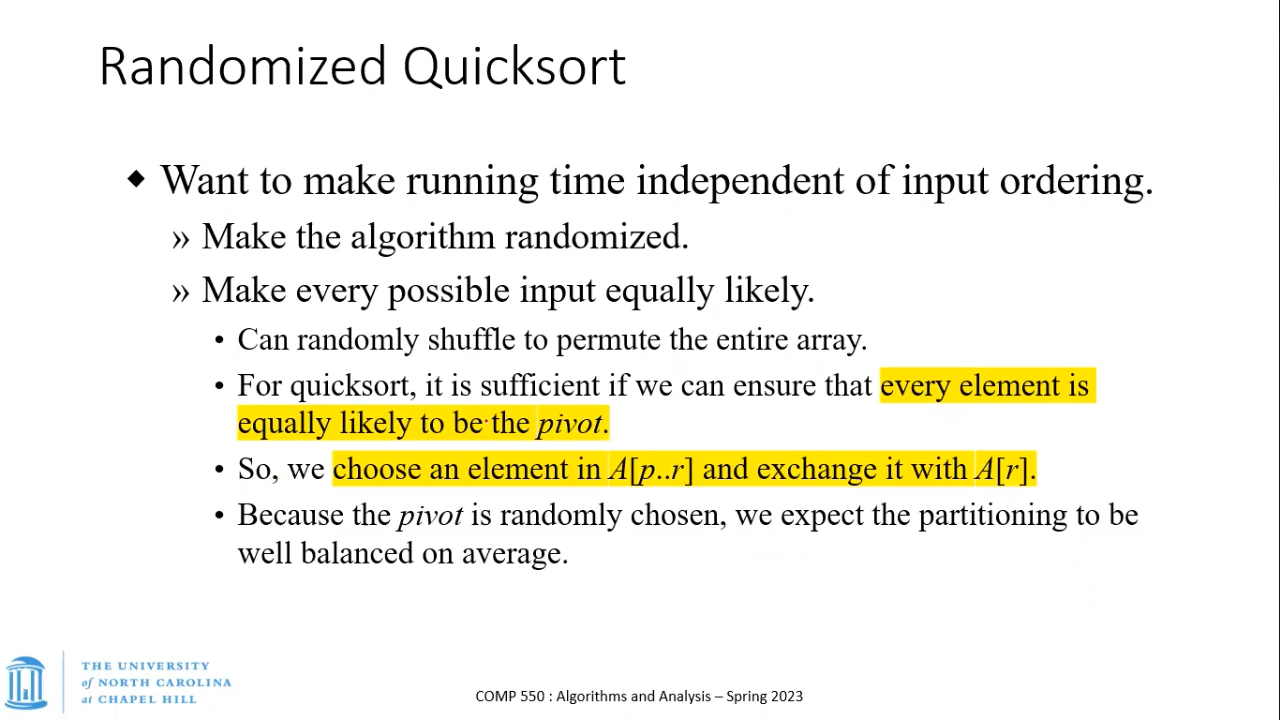 Randomized Quicksort
◆ Want to make running time independent of input ordering.
» Make the algorithm randomized.
» Make every possible input equally likely.
• Can randomly shuffle to permute the entire array.
• For quicksort, it is sufficient if we can ensure that every element is
equally likely to be the pivot.
• So, we choose an element in A[p..r] and exchange it with A[r].
• Because the pivot is randomly chosen, we expect the partitioning to be
well balanced on average.
THE UNIVERSITY
of NORTH CAROLINA
at CHAPEL HILL
COMP 550 : Algorithms and Analysis – Spring 2023